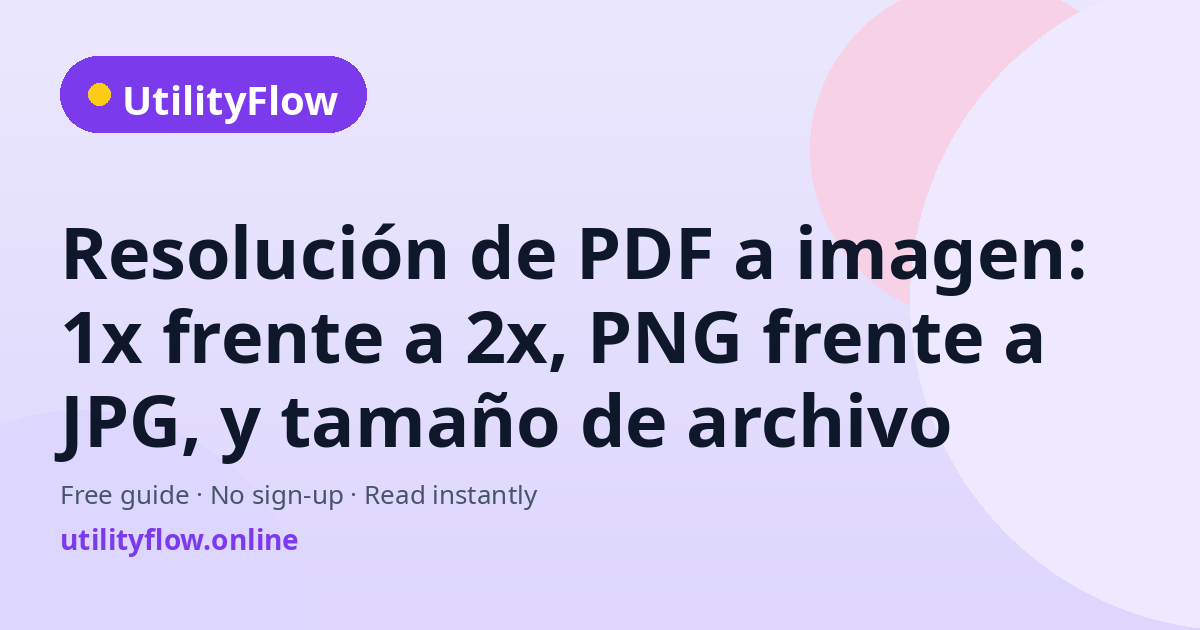 UtilityFlow
Resolución de PDF a imagen:
1x frente a 2x, PNG frente a
JPG, y tamaño de archivo
Free guide · No sign-up · Read instantly
utilityflow.online